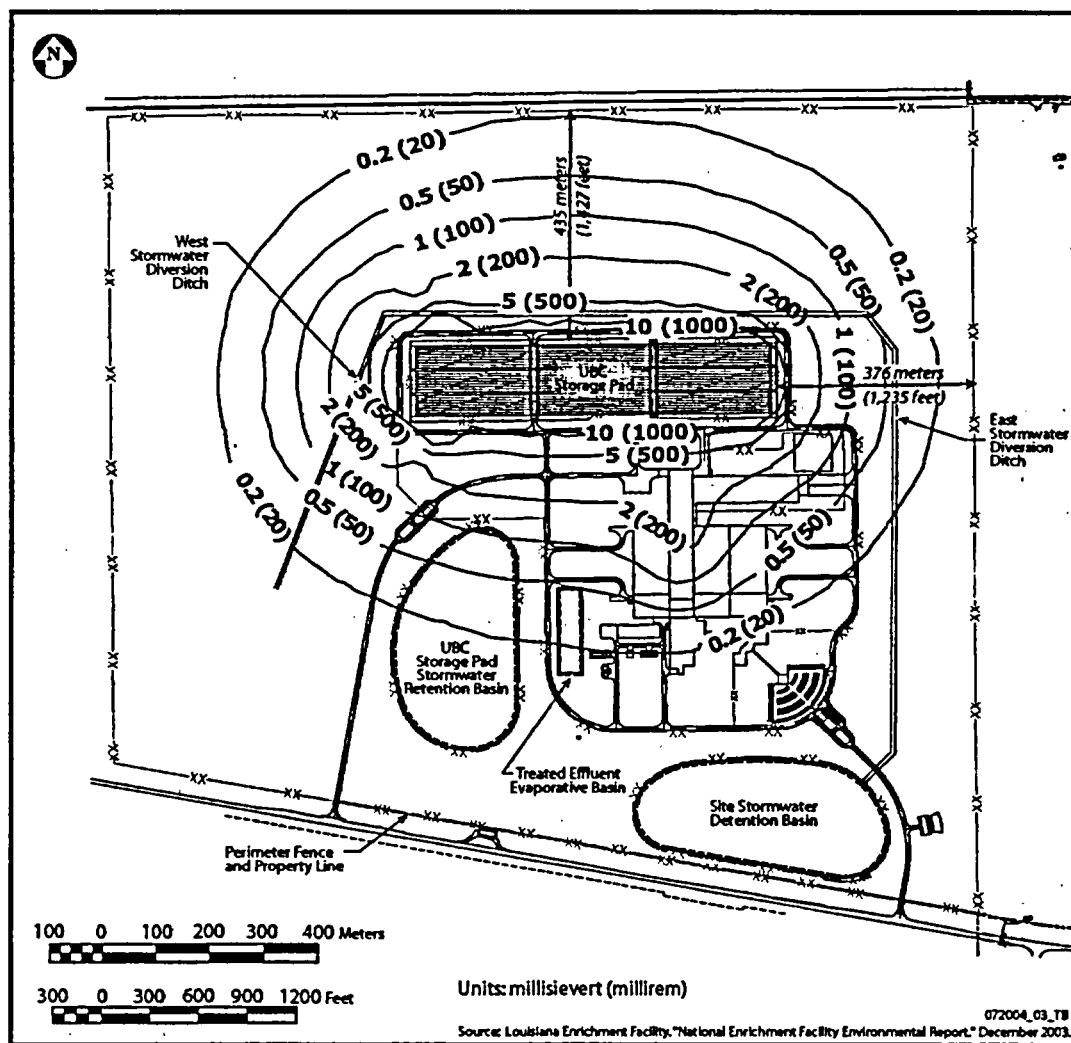 N
0.2 (20)
0.5 (50)
1 (100)
2 (200)
5 (500)
10 (1000)
435 meters
(1,427 feet)
West
Stormwater
Diversion
Ditch
2 (200)
0.5 (50)
0.2 (20)
1 (100)
UBC
Storage Pad
376 meters
(1,235 feet)
East
Stormwater
Diversion
Ditch
5 (500)
2 (200)
1 (100)
0.5 (50)
0.2 (20)
10 (1000)
5 (500)
2 (200)
0.5 (50)
0.2 (20)
UBC
Storage Pad
Stormwater
Retention Basin
Treated Effluent
Evaporative Basin
Site Stormwater
Detention Basin
Perimeter Fence
and Property Line
100 0 100 200 300 400 Meters
300 0 300 600 900 1200 Feet
Units: millisievert (millirem)
Source: Louisiana Enrichment Facility, "National Enrichment Facility Environmental Report." December 2003.